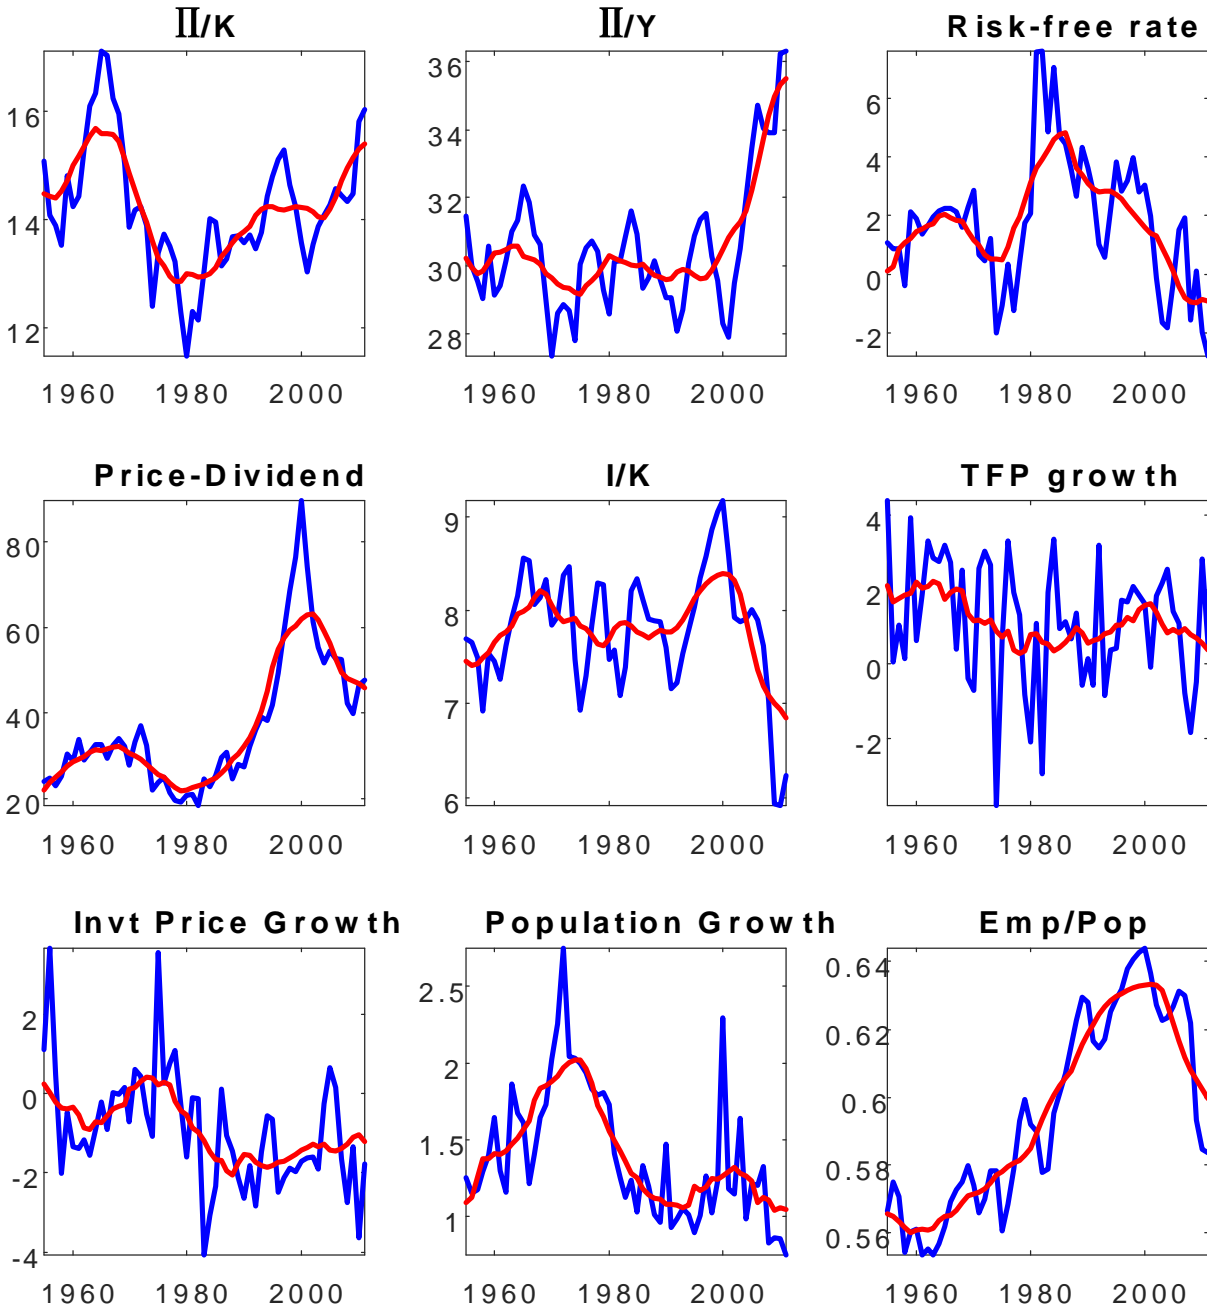 Π/K
Π/Y
Risk-free rate
16
14
12
1960 1980 2000
36
34
32
30
28
1960 1980 2000
6
4
2
0
-2
1960 1980 2000
Price-Dividend
I/K
TFP growth
80
60
40
20
1960 1980 2000
9
8
7
6
1960 1980 2000
4
2
0
-2
1960 1980 2000
Invt Price Growth
Population Growth
Emp/Pop
2
0
-2
-4
1960 1980 2000
2.5
2
1.5
1
1960 1980 2000
0.64
0.62
0.6
0.58
0.56
1960 1980 2000